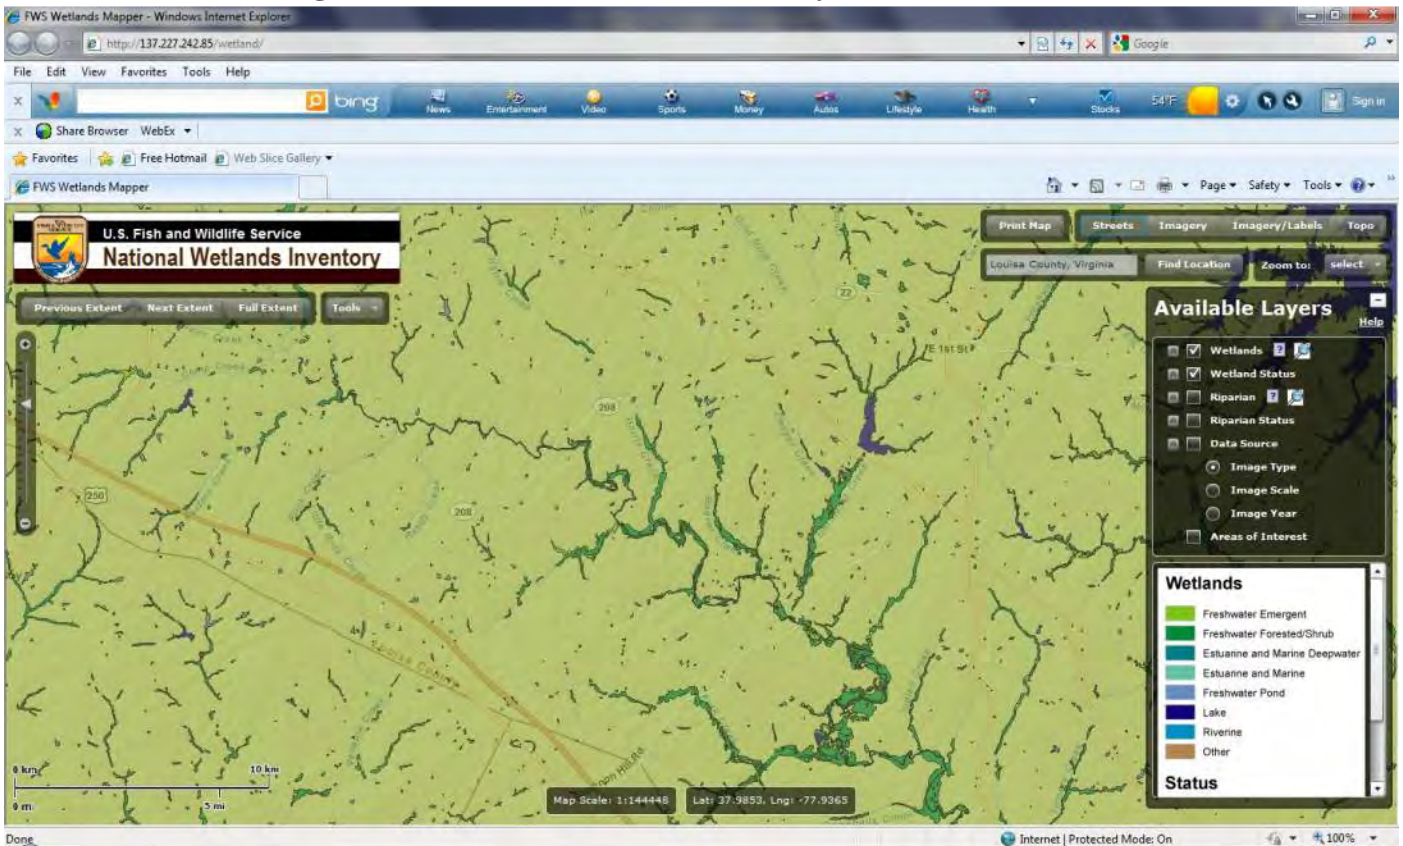 FWS Wetlands Mapper - Windows Internet Explorer
http://137.227.242.85/wetland/
Google
File Edit View Favorites Tools Help
x bing News Entertainment Video Sports Money Autos Lifestyle Health Stocks 54°F Sign in
x Share Browser WebEx
Favorites Free Hotmail Web Slice Gallery
FWS Wetlands Mapper
Page Safety Tools
U.S. Fish and Wildlife Service
National Wetlands Inventory
Print Map Streets Imagery Imagery/Labels Topo
Louisa County, Virginia Find Location Zoom to: select
Previous Extent Next Extent Full Extent Tools
Available Layers
Help
Wetlands ?
Wetland Status
Riparian ?
Riparian Status
Data Source
Image Type
Image Scale
Image Year
Areas of Interest
22
E 1st St
208
250
208
Wetlands
Freshwater Emergent
Freshwater Forested/Shrub
Estuarine and Marine Deepwater
Estuarine and Marine
Freshwater Pond
Lake
Riverine
Other
Status
0 km 10 km
0 m 5 mi
Map Scale: 1:144448 Lat: 37.9853, Lng: -77.9365
Done Internet | Protected Mode: On 100%